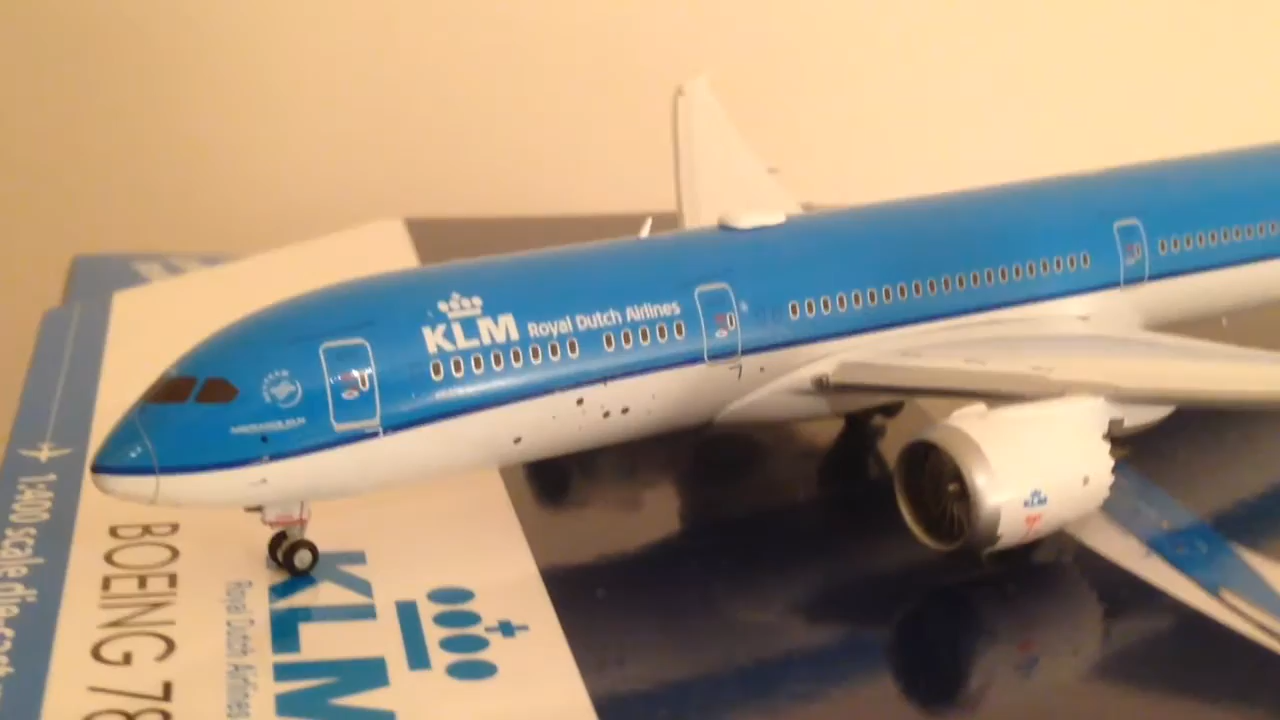 KLM Royal Dutch Airlines
KLM
1:400 scale die-cast
BOEING 78
Royal Dutch Airlines
KLM